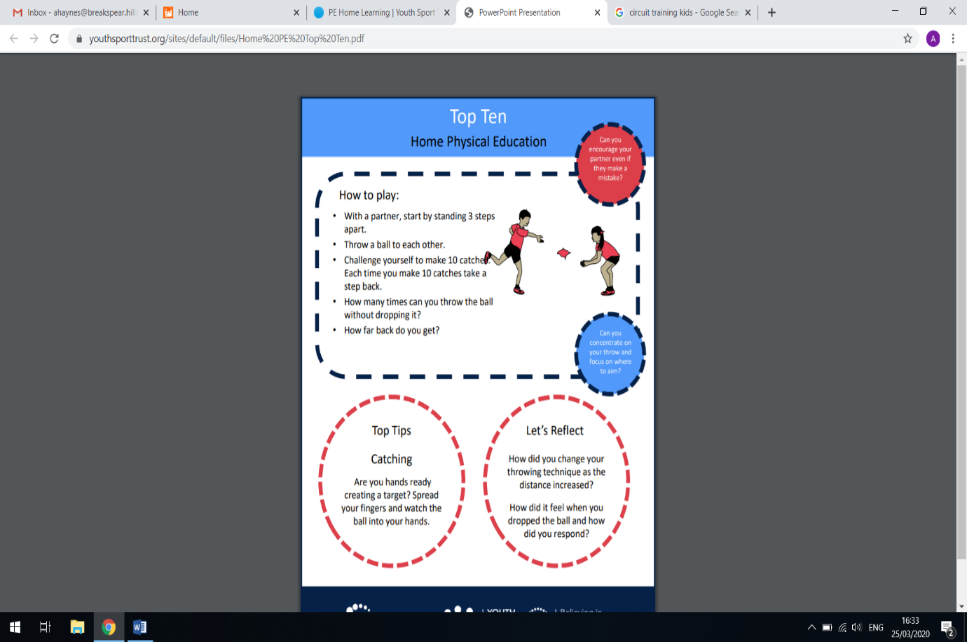 Inbox - ahaynes@breakspear.hill
Home
PE Home Learning | Youth Sport
PowerPoint Presentation
circuit training kids - Google Sea
youthsporttrust.org/sites/default/files/Home%20PE%20Top%20Ten.pdf
A
Top Ten
Home Physical Education
Can you
encourage your
partner even if
they make a
mistake?
How to play:
• With a partner, start by standing 3 steps
apart.
• Throw a ball to each other.
• Challenge yourself to make 10 catches.
Each time you make 10 catches take a
step back.
• How many times can you throw the ball
without dropping it?
• How far back do you get?
Can you
concentrate on
your throw and
focus on where
to aim?
Top Tips
Catching
Are you hands ready
creating a target? Spread
your fingers and watch the
ball into your hands.
Let's Reflect
How did you change your
throwing technique as the
distance increased?
How did it feel when you
dropped the ball and how
did you respond?
YOUTH
Believing in
ENG
16:33
25/03/2020
2